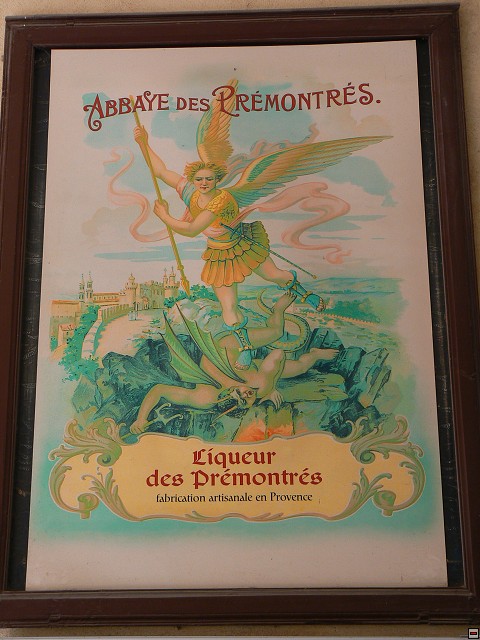 ABBAYE DES PRÉMONTRÉS.
Liqueur
des Prémontrés
fabrication artisanale en Provence